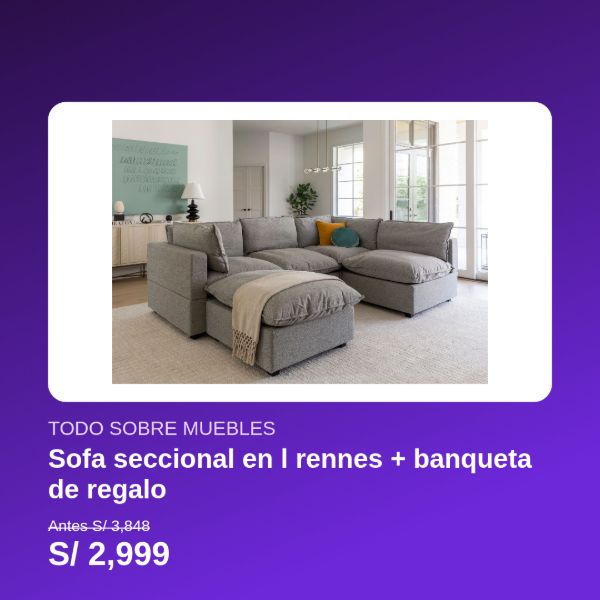 TODO SOBRE MUEBLES
Sofa seccional en l rennes + banqueta
de regalo
Antes S/ 3,848
S/ 2,999